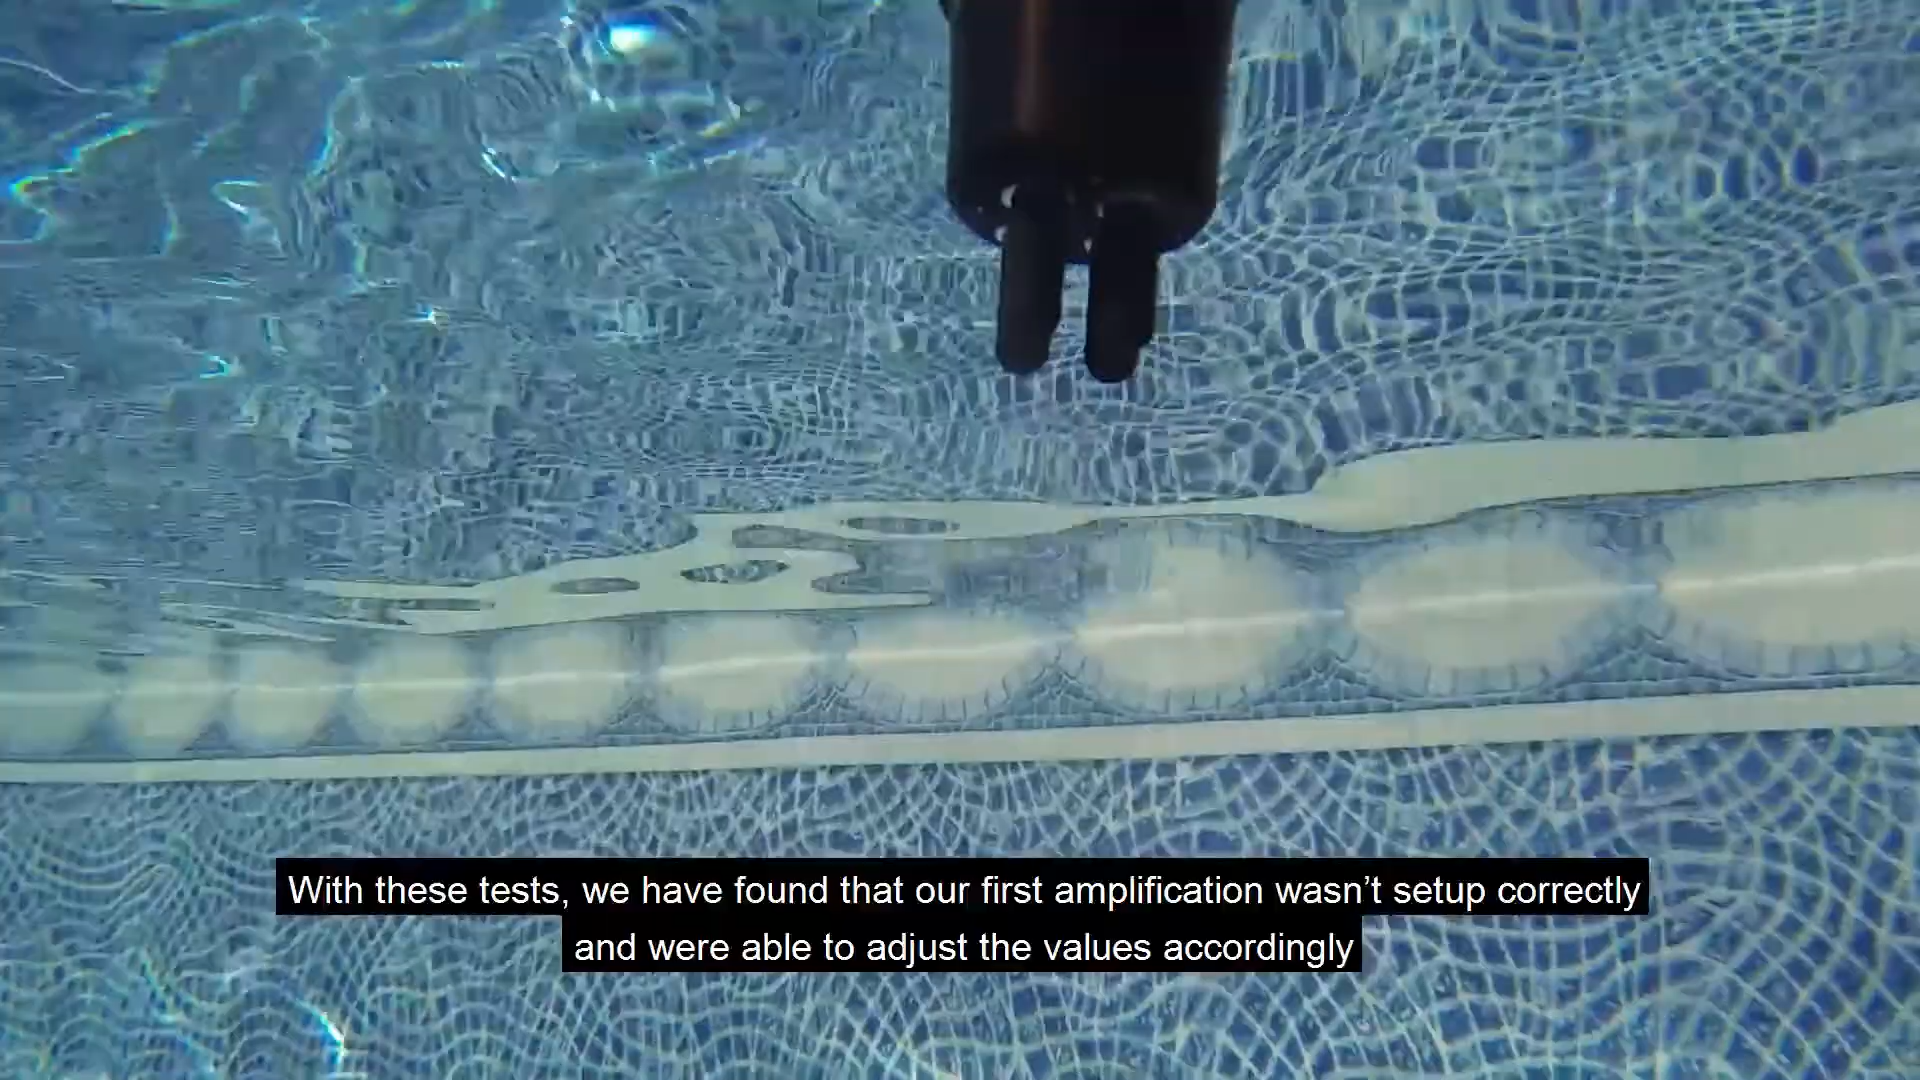 With these tests, we have found that our first amplification wasn’t setup correctly
and were able to adjust the values accordingly